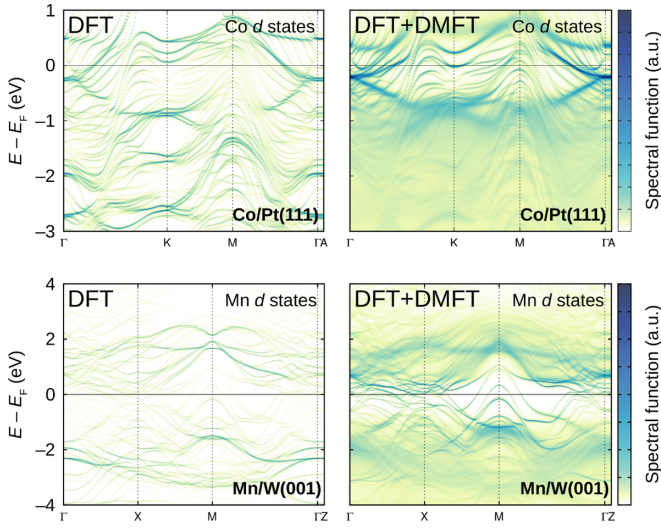 DFT
Co d states
DFT+DMFT
Co d states
1
0
−1
−2
−3
E − E_F (eV)
Co/Pt(111)
Co/Pt(111)
Γ K M ΓA
Γ K M ΓA
Spectral function (a.u.)
DFT
Mn d states
DFT+DMFT
Mn d states
4
2
0
−2
−4
E − E_F (eV)
Mn/W(001)
Mn/W(001)
Γ X M ΓZ
Γ X M ΓZ
Spectral function (a.u.)